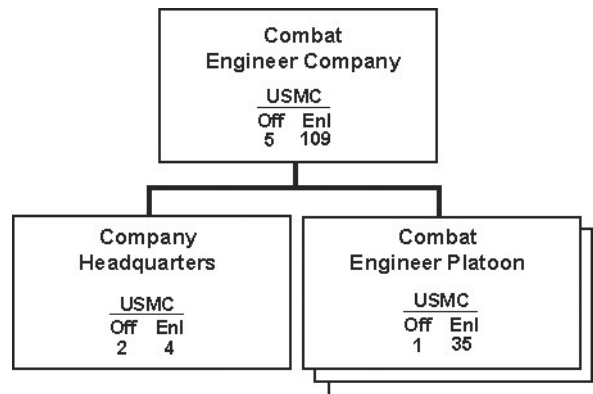 Combat
Engineer Company
USMC
Off Enl
5 109
Company
Headquarters
USMC
Off Enl
2 4
Combat
Engineer Platoon
USMC
Off Enl
1 35